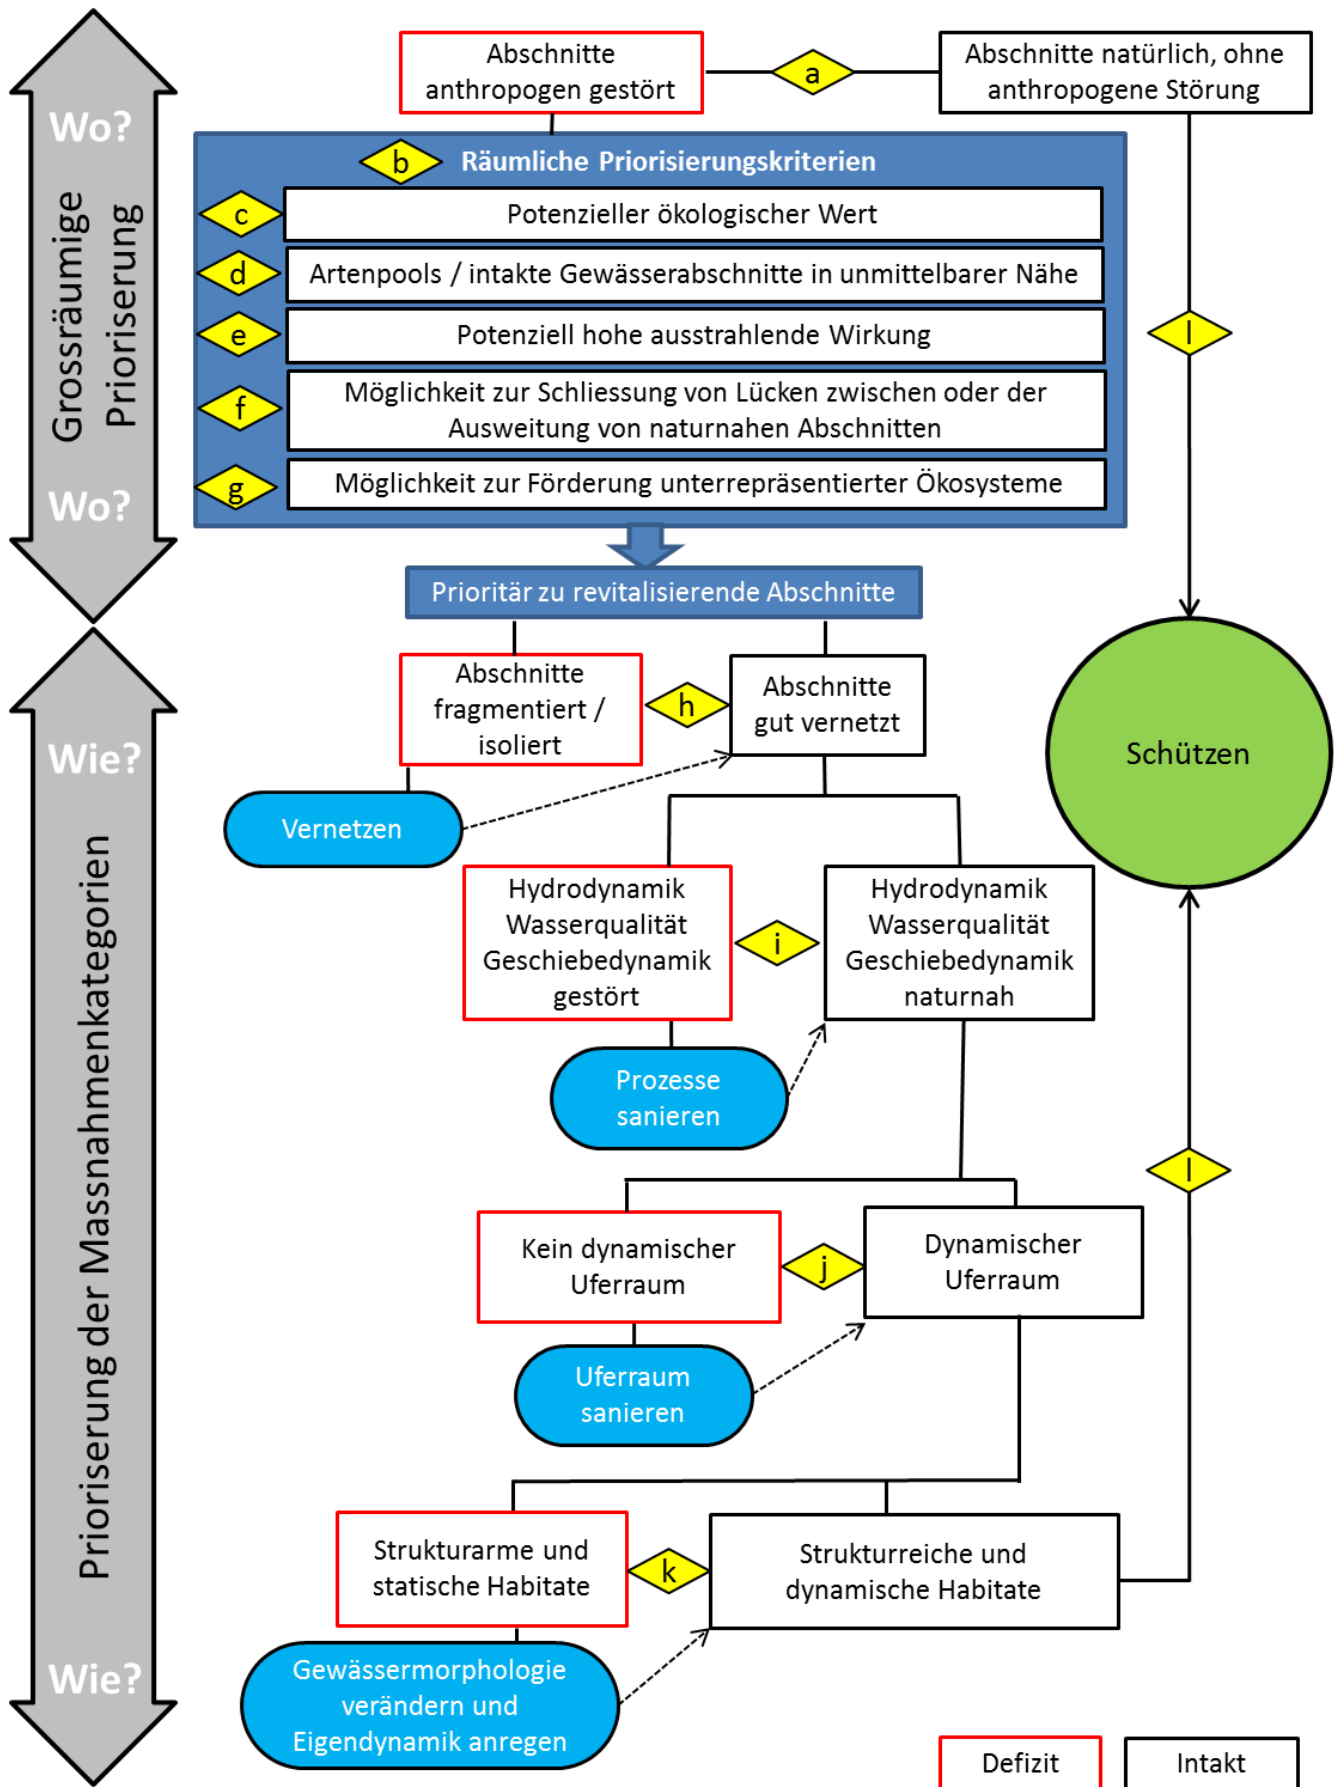 Wo?
Grossräumige
Prioriserung
Wo?
Wie?
Prioriserung der Massnahmenkategorien
Wie?
Abschnitte
anthropogen gestört
a
Abschnitte natürlich, ohne
anthropogene Störung
b
Räumliche Priorisierungskriterien
c
Potenzieller ökologischer Wert
d
Artenpools / intakte Gewässerabschnitte in unmittelbarer Nähe
e
Potenziell hohe ausstrahlende Wirkung
f
Möglichkeit zur Schliessung von Lücken zwischen oder der
Ausweitung von naturnahen Abschnitten
g
Möglichkeit zur Förderung unterrepräsentierter Ökosysteme
l
Prioritär zu revitalisierende Abschnitte
Abschnitte
fragmentiert /
isoliert
h
Abschnitte
gut vernetzt
Schützen
Vernetzen
Hydrodynamik
Wasserqualität
Geschiebedynamik
gestört
i
Hydrodynamik
Wasserqualität
Geschiebedynamik
naturnah
Prozesse
sanieren
l
Kein dynamischer
Uferraum
j
Dynamischer
Uferraum
Uferraum
sanieren
Strukturarme und
statische Habitate
k
Strukturreiche und
dynamische Habitate
Gewässermorphologie
verändern und
Eigendynamik anregen
Defizit
Intakt